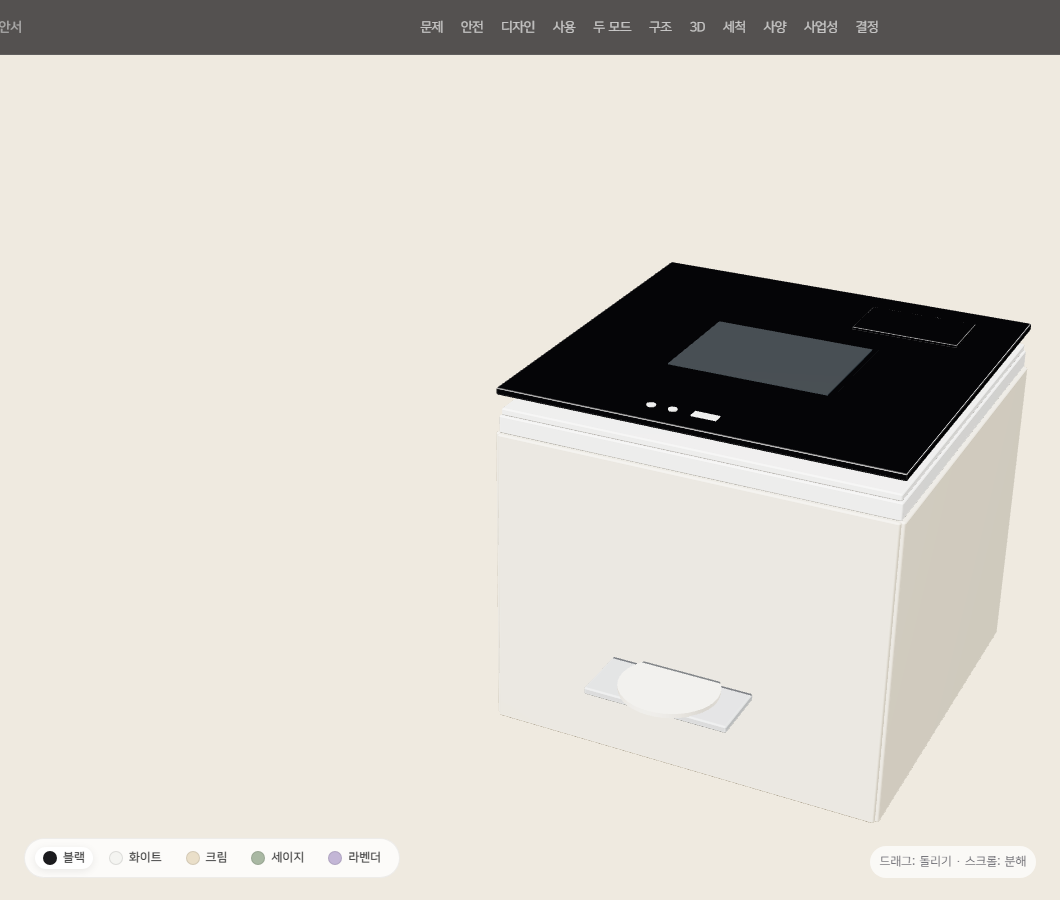 안서
문제 안전 디자인 사용 두 모드 구조 3D 세척 사양 사업성 결정
블랙 화이트 크림 세이지 라벤더
드래그: 돌리기 · 스크롤: 분해